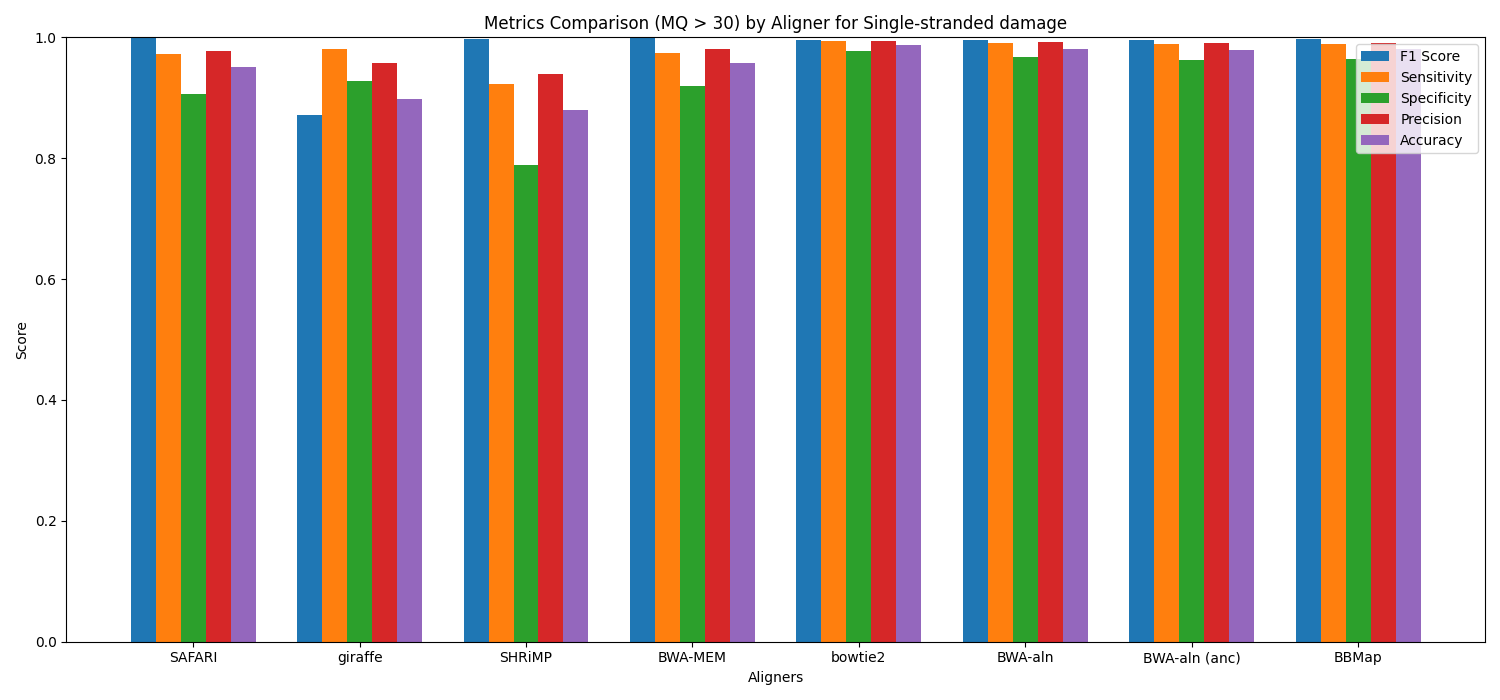 Metrics Comparison (MQ > 30) by Aligner for Single-stranded damage
1.0
0.8
0.6
0.4
0.2
0.0
Score
F1 Score
Sensitivity
Specificity
Precision
Accuracy
SAFARI giraffe SHRiMP BWA-MEM bowtie2 BWA-aln BWA-aln (anc) BBMap
Aligners